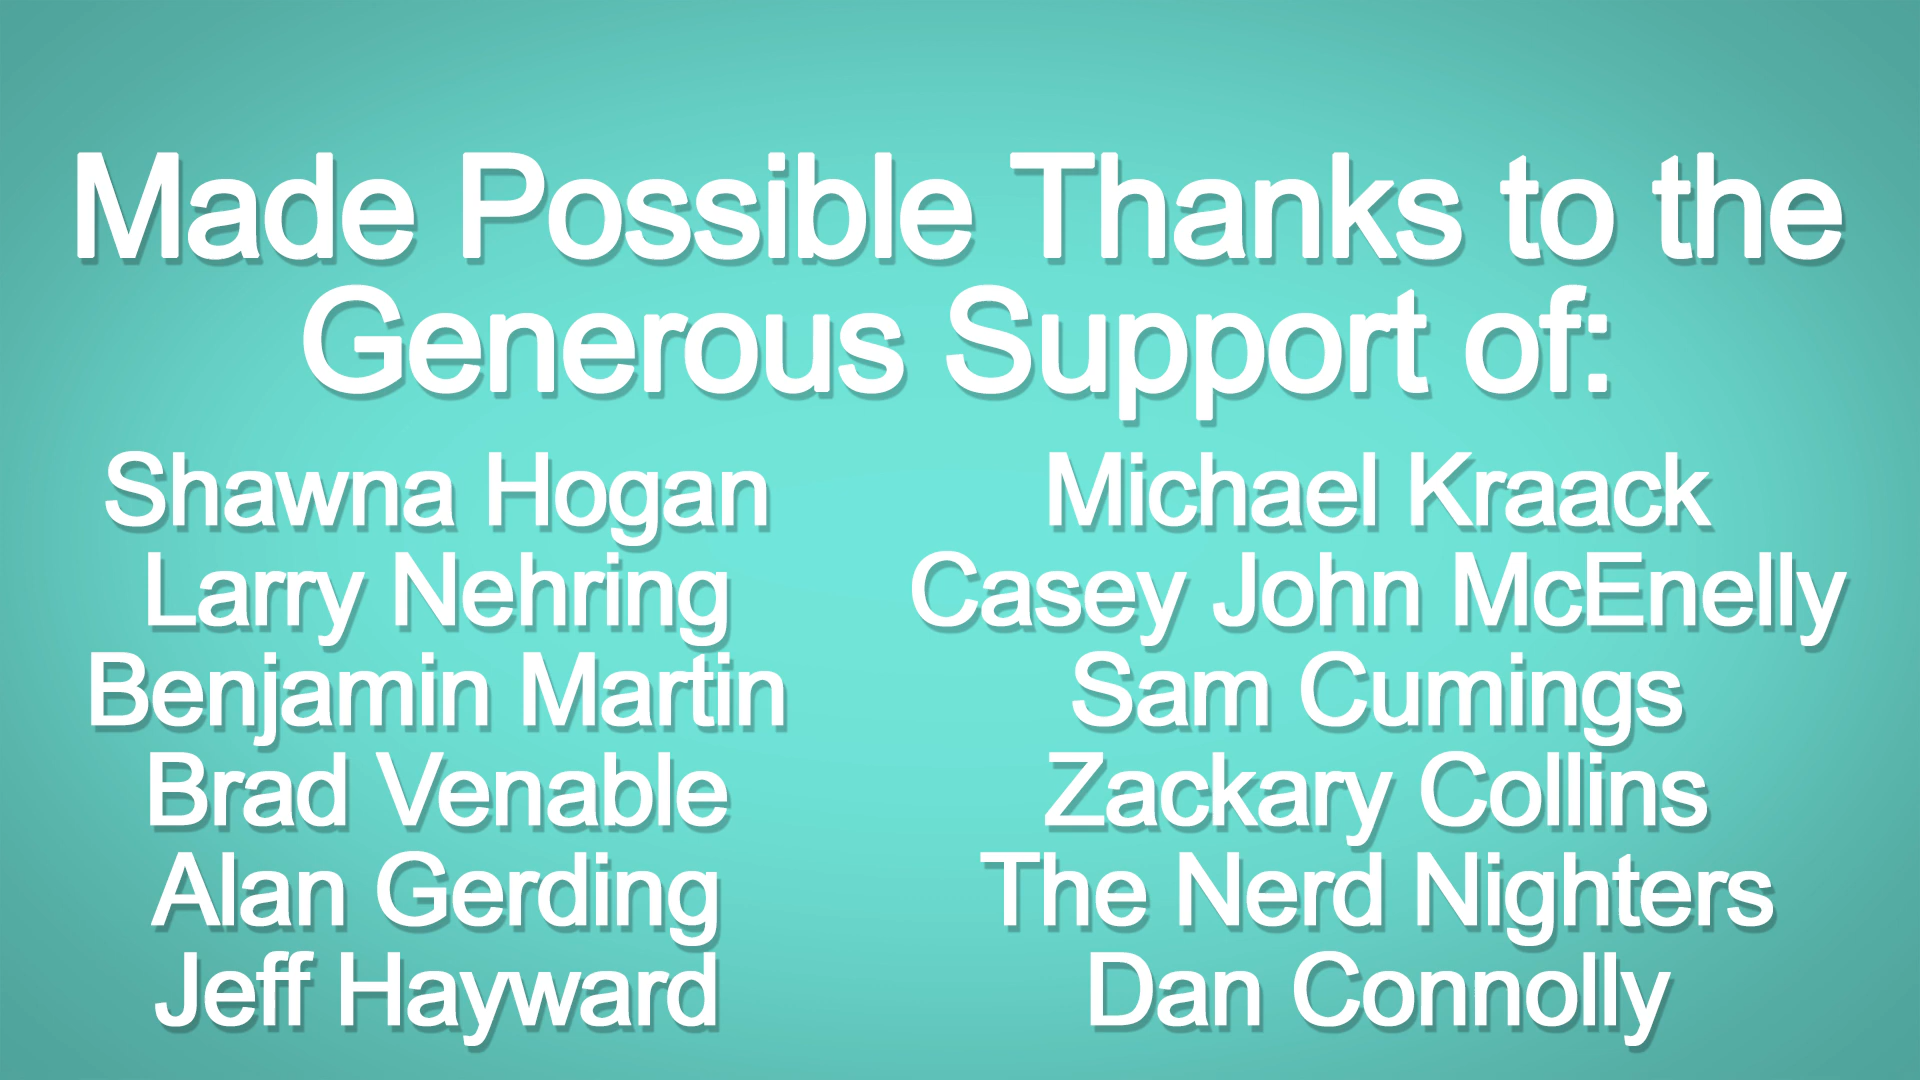 Made Possible Thanks to the
Generous Support of:
Shawna Hogan
Larry Nehring
Benjamin Martin
Brad Venable
Alan Gerding
Jeff Hayward
Michael Kraack
Casey John McEnelly
Sam Cumings
Zackary Collins
The Nerd Nighters
Dan Connolly